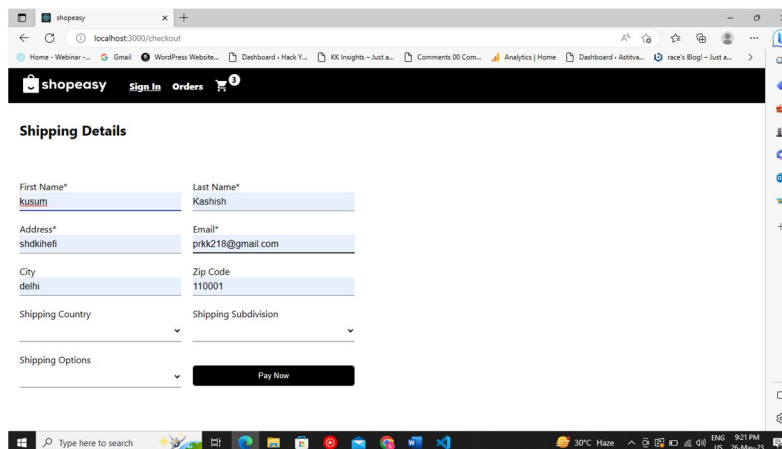 shopeasy
localhost:3000/checkout
Home - Webinar -... Gmail WordPress Website... Dashboard ‹ Hack Y... KK Insights – Just a... Comments 00 Com... Analytics | Home Dashboard ‹ Astitva... race's Blog! – Just a...
shopeasy Sign In Orders 3
Shipping Details
First Name* Last Name*
kusum Kashish
Address* Email*
shdkihefi prkk218@gmail.com
City Zip Code
delhi 110001
Shipping Country Shipping Subdivision
Shipping Options
Pay Now
Type here to search 30°C Haze ENG 9:21 PM
US 26-May-23